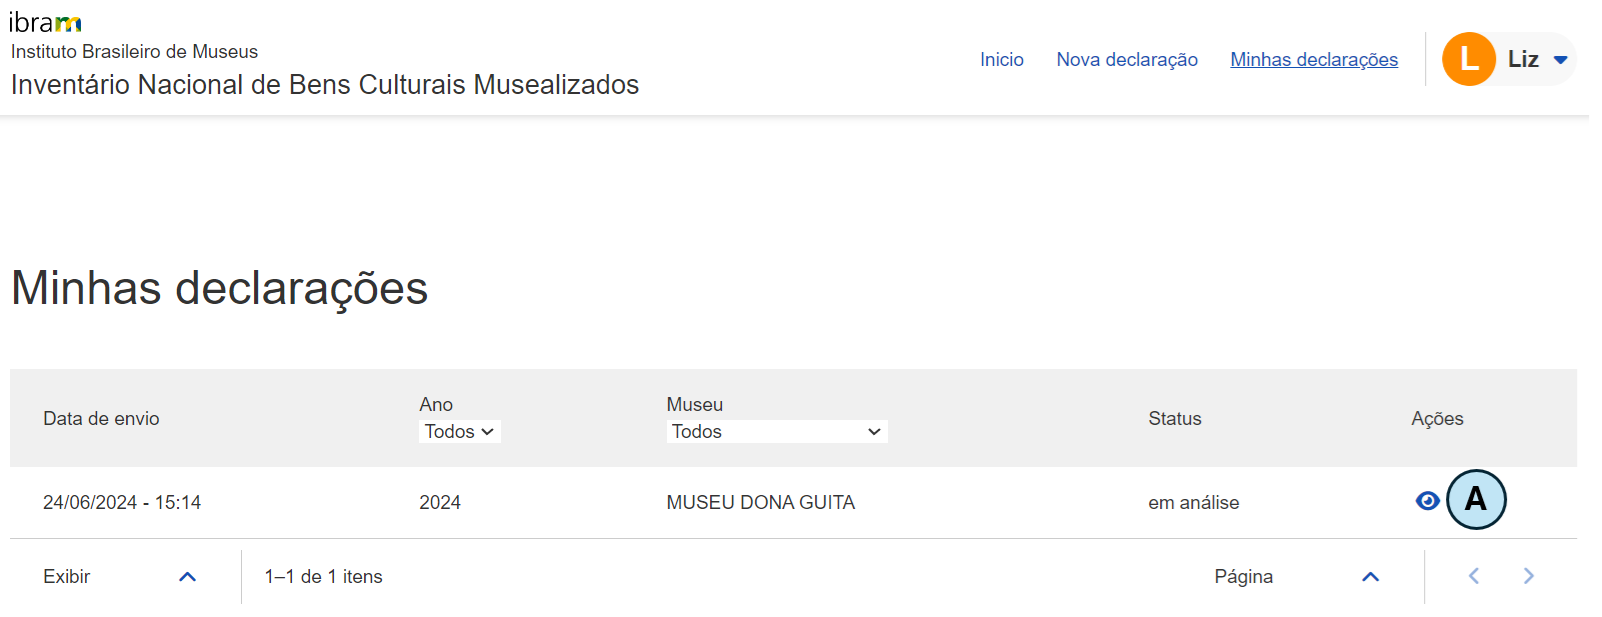 ibram
Instituto Brasileiro de Museus
Inventário Nacional de Bens Culturais Musealizados
Inicio Nova declaração Minhas declarações L Liz
Minhas declarações
Data de envio Ano Todos Museu Todos Status Ações
24/06/2024 - 15:14 2024 MUSEU DONA GUITA em análise A
Exibir 1–1 de 1 itens Página